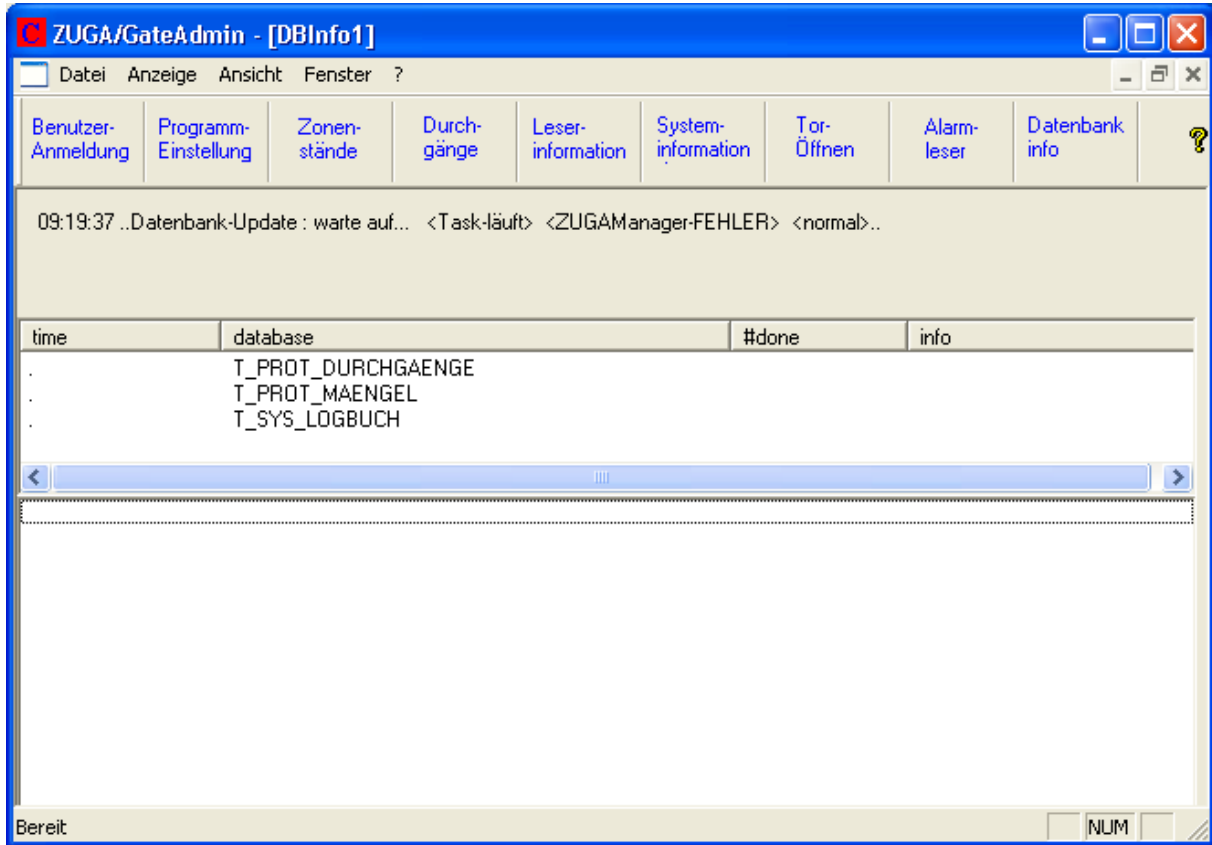 C ZUGA/GateAdmin - [DBInfo1]
Datei Anzeige Ansicht Fenster ?
Benutzer- Programm- Zonen- Durch- Leser- System- Tor- Alarm- Datenbank
Anmeldung Einstellung stände gänge information information Öffnen leser info
09:19:37 ..Datenbank-Update : warte auf... <Task-läuft> <ZUGAManager-FEHLER> <normal>..
time database #done info
. T_PROT_DURCHGAENGE
. T_PROT_MAENGEL
. T_SYS_LOGBUCH
Bereit NUM